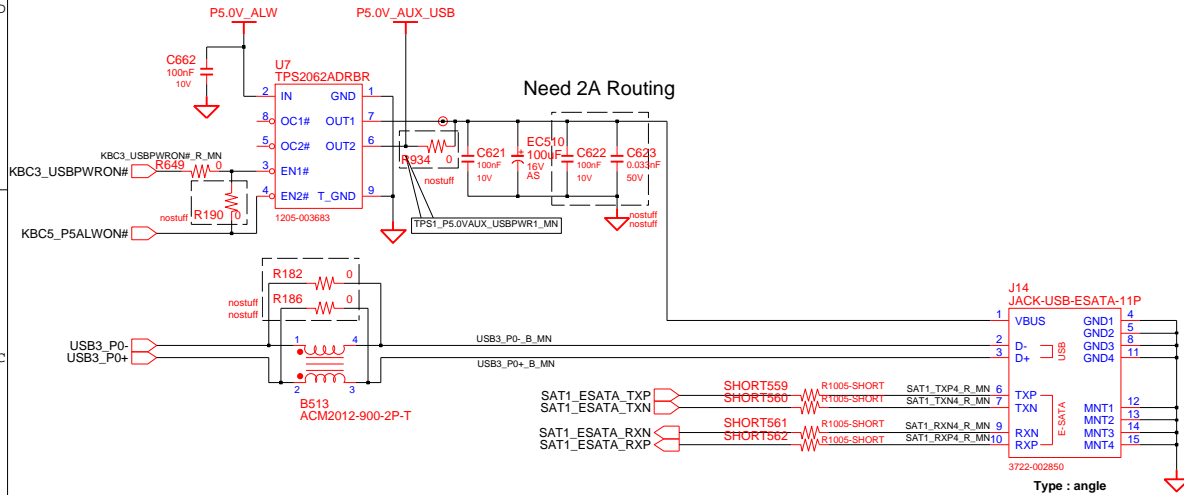 P5.0V_ALW
P5.0V_AUX_USB
C662
100nF
10V
U7
TPS2062ADRBR
2 IN GND 1
8 OC1# OUT1 7
5 OC2# OUT2 6
3 EN1#
4 EN2# T_GND 9
1205-003683
Need 2A Routing
KBC3_USBPWRON#_R_MN
KBC3_USBPWRON#
R649 0
R190 0
nostuff
KBC5_P5ALWON#
R934 0
nostuff
TPS1_P5.0VAUX_USBPWR1_MN
C621
100nF
10V
EC510
100uF
16V
AS
C622
100nF
10V
C623
0.033nF
50V
nostuff
nostuff
R182 0
R186 0
nostuff
nostuff
USB3_P0-
USB3_P0+
1 4
2 3
B513
ACM2012-900-2P-T
USB3_P0-_B_MN
USB3_P0+_B_MN
SAT1_ESATA_TXP
SAT1_ESATA_TXN
SAT1_ESATA_RXN
SAT1_ESATA_RXP
SHORT559 R1005-SHORT SAT1_TXP4_R_MN
SHORT560 R1005-SHORT SAT1_TXN4_R_MN
SHORT561 R1005-SHORT SAT1_RXN4_R_MN
SHORT562 R1005-SHORT SAT1_RXP4_R_MN
J14
JACK-USB-ESATA-11P
1 VBUS GND1 4
GND2 5
2 D- GND3 8
3 D+ GND4 11
USB
6 TXP
7 TXN MNT1 12
MNT2 13
9 RXN MNT3 14
10 RXP MNT4 15
E-SATA
3722-002850
Type : angle
C